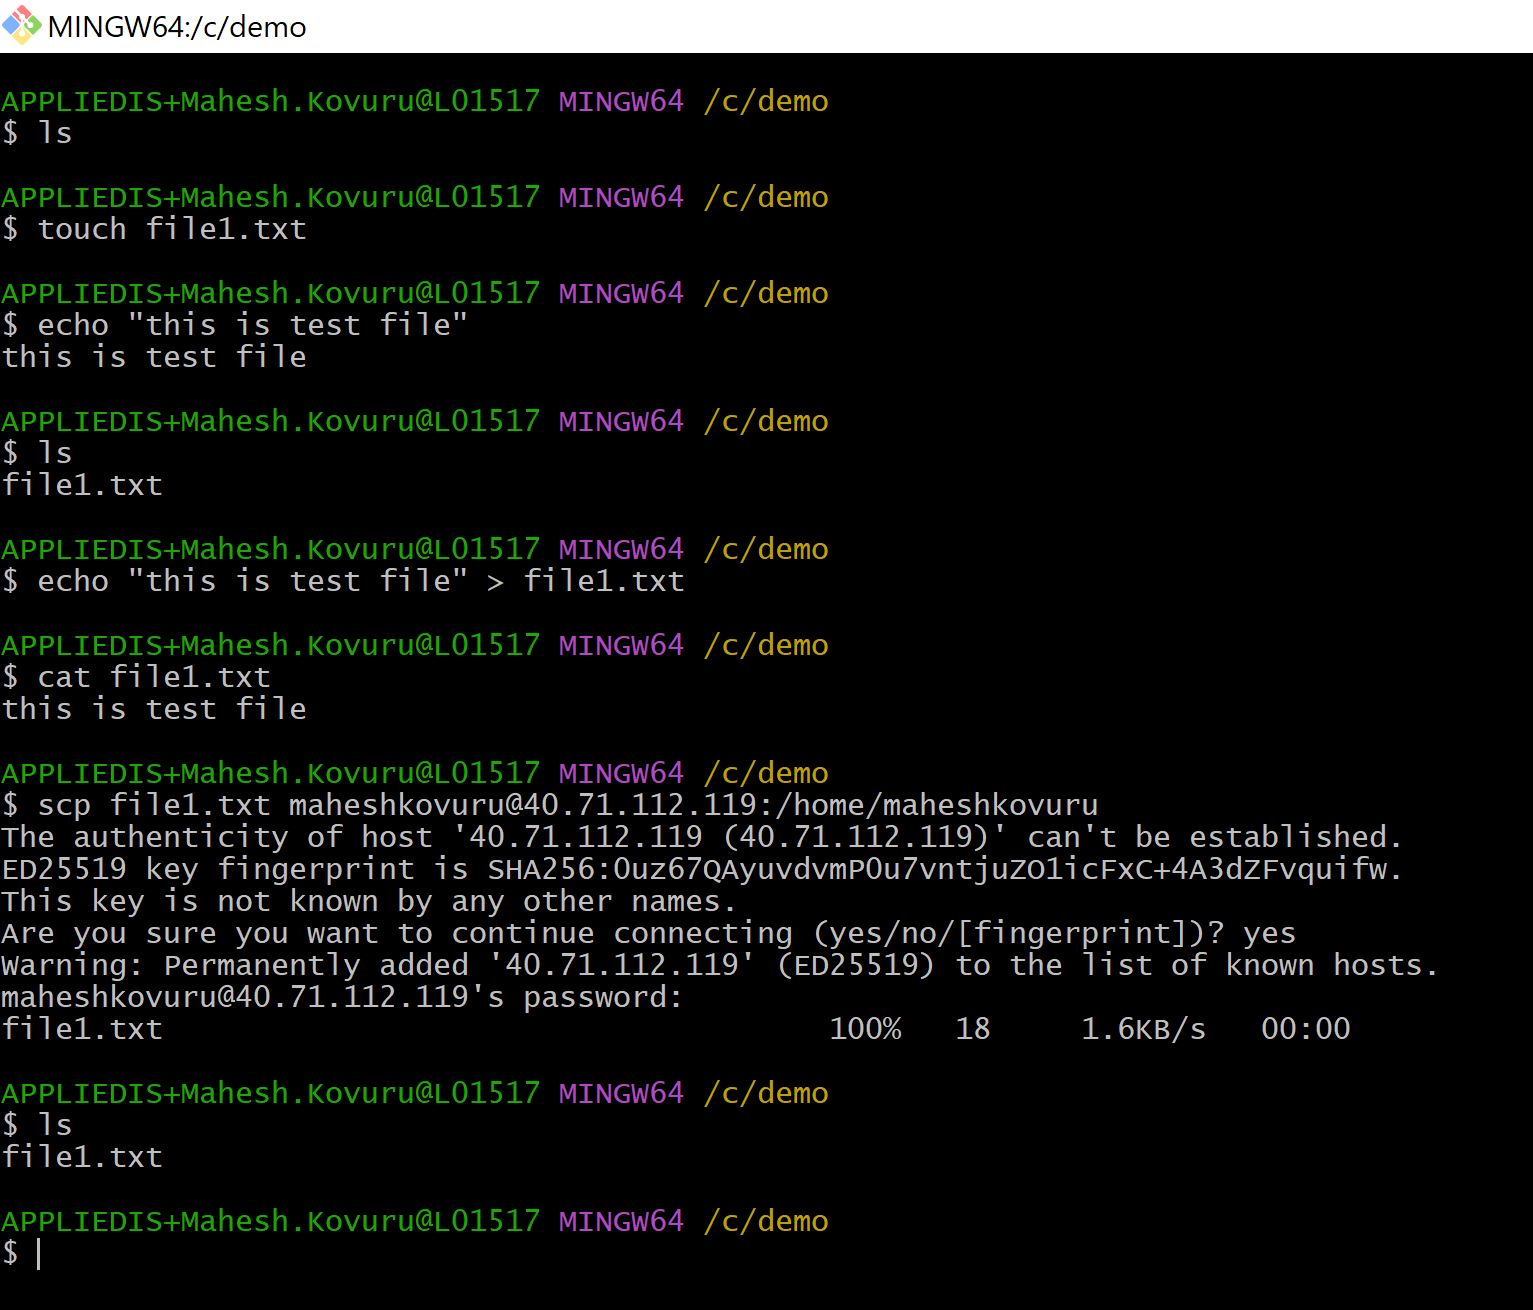 MINGW64:/c/demo
APPLIEDIS+Mahesh.Kovuru@L01517 MINGW64 /c/demo
$ ls
APPLIEDIS+Mahesh.Kovuru@L01517 MINGW64 /c/demo
$ touch file1.txt
APPLIEDIS+Mahesh.Kovuru@L01517 MINGW64 /c/demo
$ echo "this is test file"
this is test file
APPLIEDIS+Mahesh.Kovuru@L01517 MINGW64 /c/demo
$ ls
file1.txt
APPLIEDIS+Mahesh.Kovuru@L01517 MINGW64 /c/demo
$ echo "this is test file" > file1.txt
APPLIEDIS+Mahesh.Kovuru@L01517 MINGW64 /c/demo
$ cat file1.txt
this is test file
APPLIEDIS+Mahesh.Kovuru@L01517 MINGW64 /c/demo
$ scp file1.txt maheshkovuru@40.71.112.119:/home/maheshkovuru
The authenticity of host '40.71.112.119 (40.71.112.119)' can't be established.
ED25519 key fingerprint is SHA256:0uz67QAyuvdvmP0u7vntjuZO1icFxC+4A3dZFvquifw.
This key is not known by any other names.
Are you sure you want to continue connecting (yes/no/[fingerprint])? yes
Warning: Permanently added '40.71.112.119' (ED25519) to the list of known hosts.
maheshkovuru@40.71.112.119's password:
file1.txt 100% 18 1.6KB/s 00:00
APPLIEDIS+Mahesh.Kovuru@L01517 MINGW64 /c/demo
$ ls
file1.txt
APPLIEDIS+Mahesh.Kovuru@L01517 MINGW64 /c/demo
$